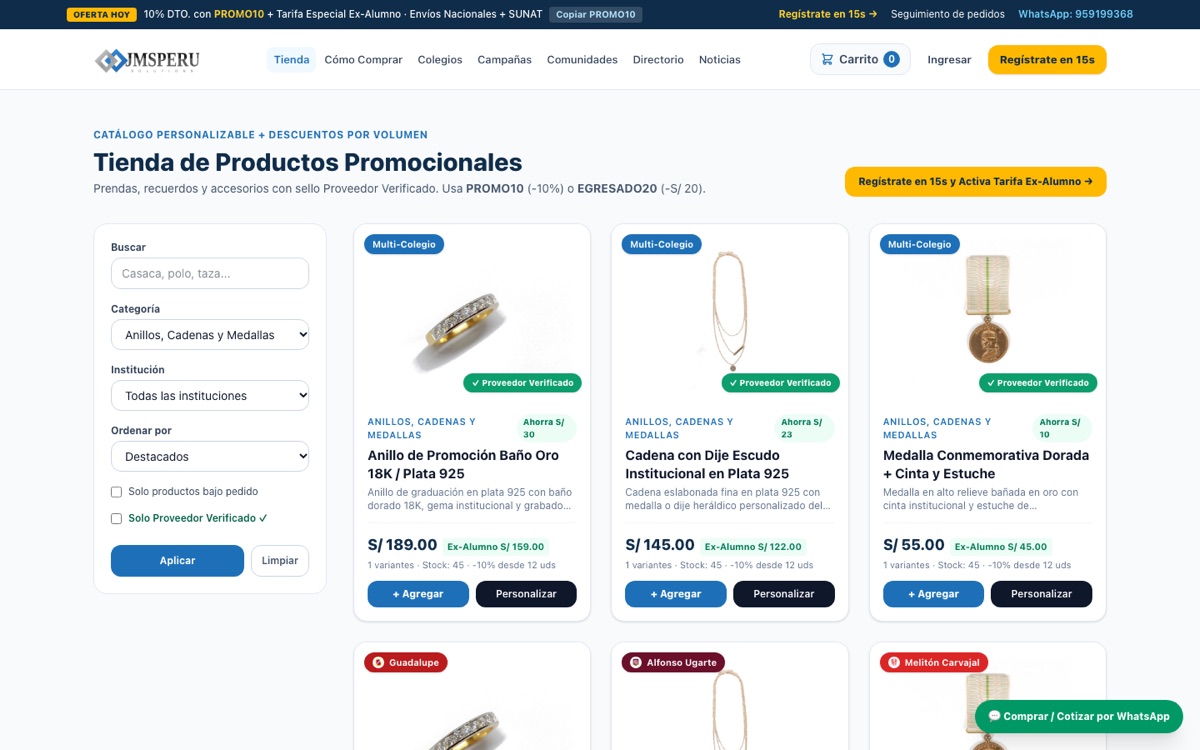 OFERTA HOY 10% DTO. con PROMO10 + Tarifa Especial Ex-Alumno · Envíos Nacionales + SUNAT Copiar PROMO10 Regístrate en 15s → Seguimiento de pedidos WhatsApp: 959199368
JMSPERU
SOLUTIONS
Tienda Cómo Comprar Colegios Campañas Comunidades Directorio Noticias Carrito 0 Ingresar Regístrate en 15s
CATÁLOGO PERSONALIZABLE + DESCUENTOS POR VOLUMEN
Tienda de Productos Promocionales
Prendas, recuerdos y accesorios con sello Proveedor Verificado. Usa PROMO10 (-10%) o EGRESADO20 (-S/ 20).
Regístrate en 15s y Activa Tarifa Ex-Alumno →
Buscar
Casaca, polo, taza...
Categoría
Anillos, Cadenas y Medallas
Institución
Todas las instituciones
Ordenar por
Destacados
Solo productos bajo pedido
Solo Proveedor Verificado ✓
Aplicar Limpiar
Multi-Colegio
✓ Proveedor Verificado
ANILLOS, CADENAS Y
MEDALLAS
Ahorra S/
30
Anillo de Promoción Baño Oro
18K / Plata 925
Anillo de graduación en plata 925 con baño
dorado 18K, gema institucional y grabado...
S/ 189.00 Ex-Alumno S/ 159.00
1 variantes · Stock: 45 · -10% desde 12 uds
+ Agregar Personalizar
Multi-Colegio
✓ Proveedor Verificado
ANILLOS, CADENAS Y
MEDALLAS
Ahorra S/
23
Cadena con Dije Escudo
Institucional en Plata 925
Cadena eslabonada fina en plata 925 con
medalla o dije heráldico personalizado del...
S/ 145.00 Ex-Alumno S/ 122.00
1 variantes · Stock: 45 · -10% desde 12 uds
+ Agregar Personalizar
Multi-Colegio
✓ Proveedor Verificado
ANILLOS, CADENAS Y
MEDALLAS
Ahorra S/
10
Medalla Conmemorativa Dorada
+ Cinta y Estuche
Medalla en alto relieve bañada en oro con
cinta institucional y estuche de...
S/ 55.00 Ex-Alumno S/ 45.00
1 variantes · Stock: 45 · -10% desde 12 uds
+ Agregar Personalizar
Guadalupe
Alfonso Ugarte
Melitón Carvajal
Comprar / Cotizar por WhatsApp